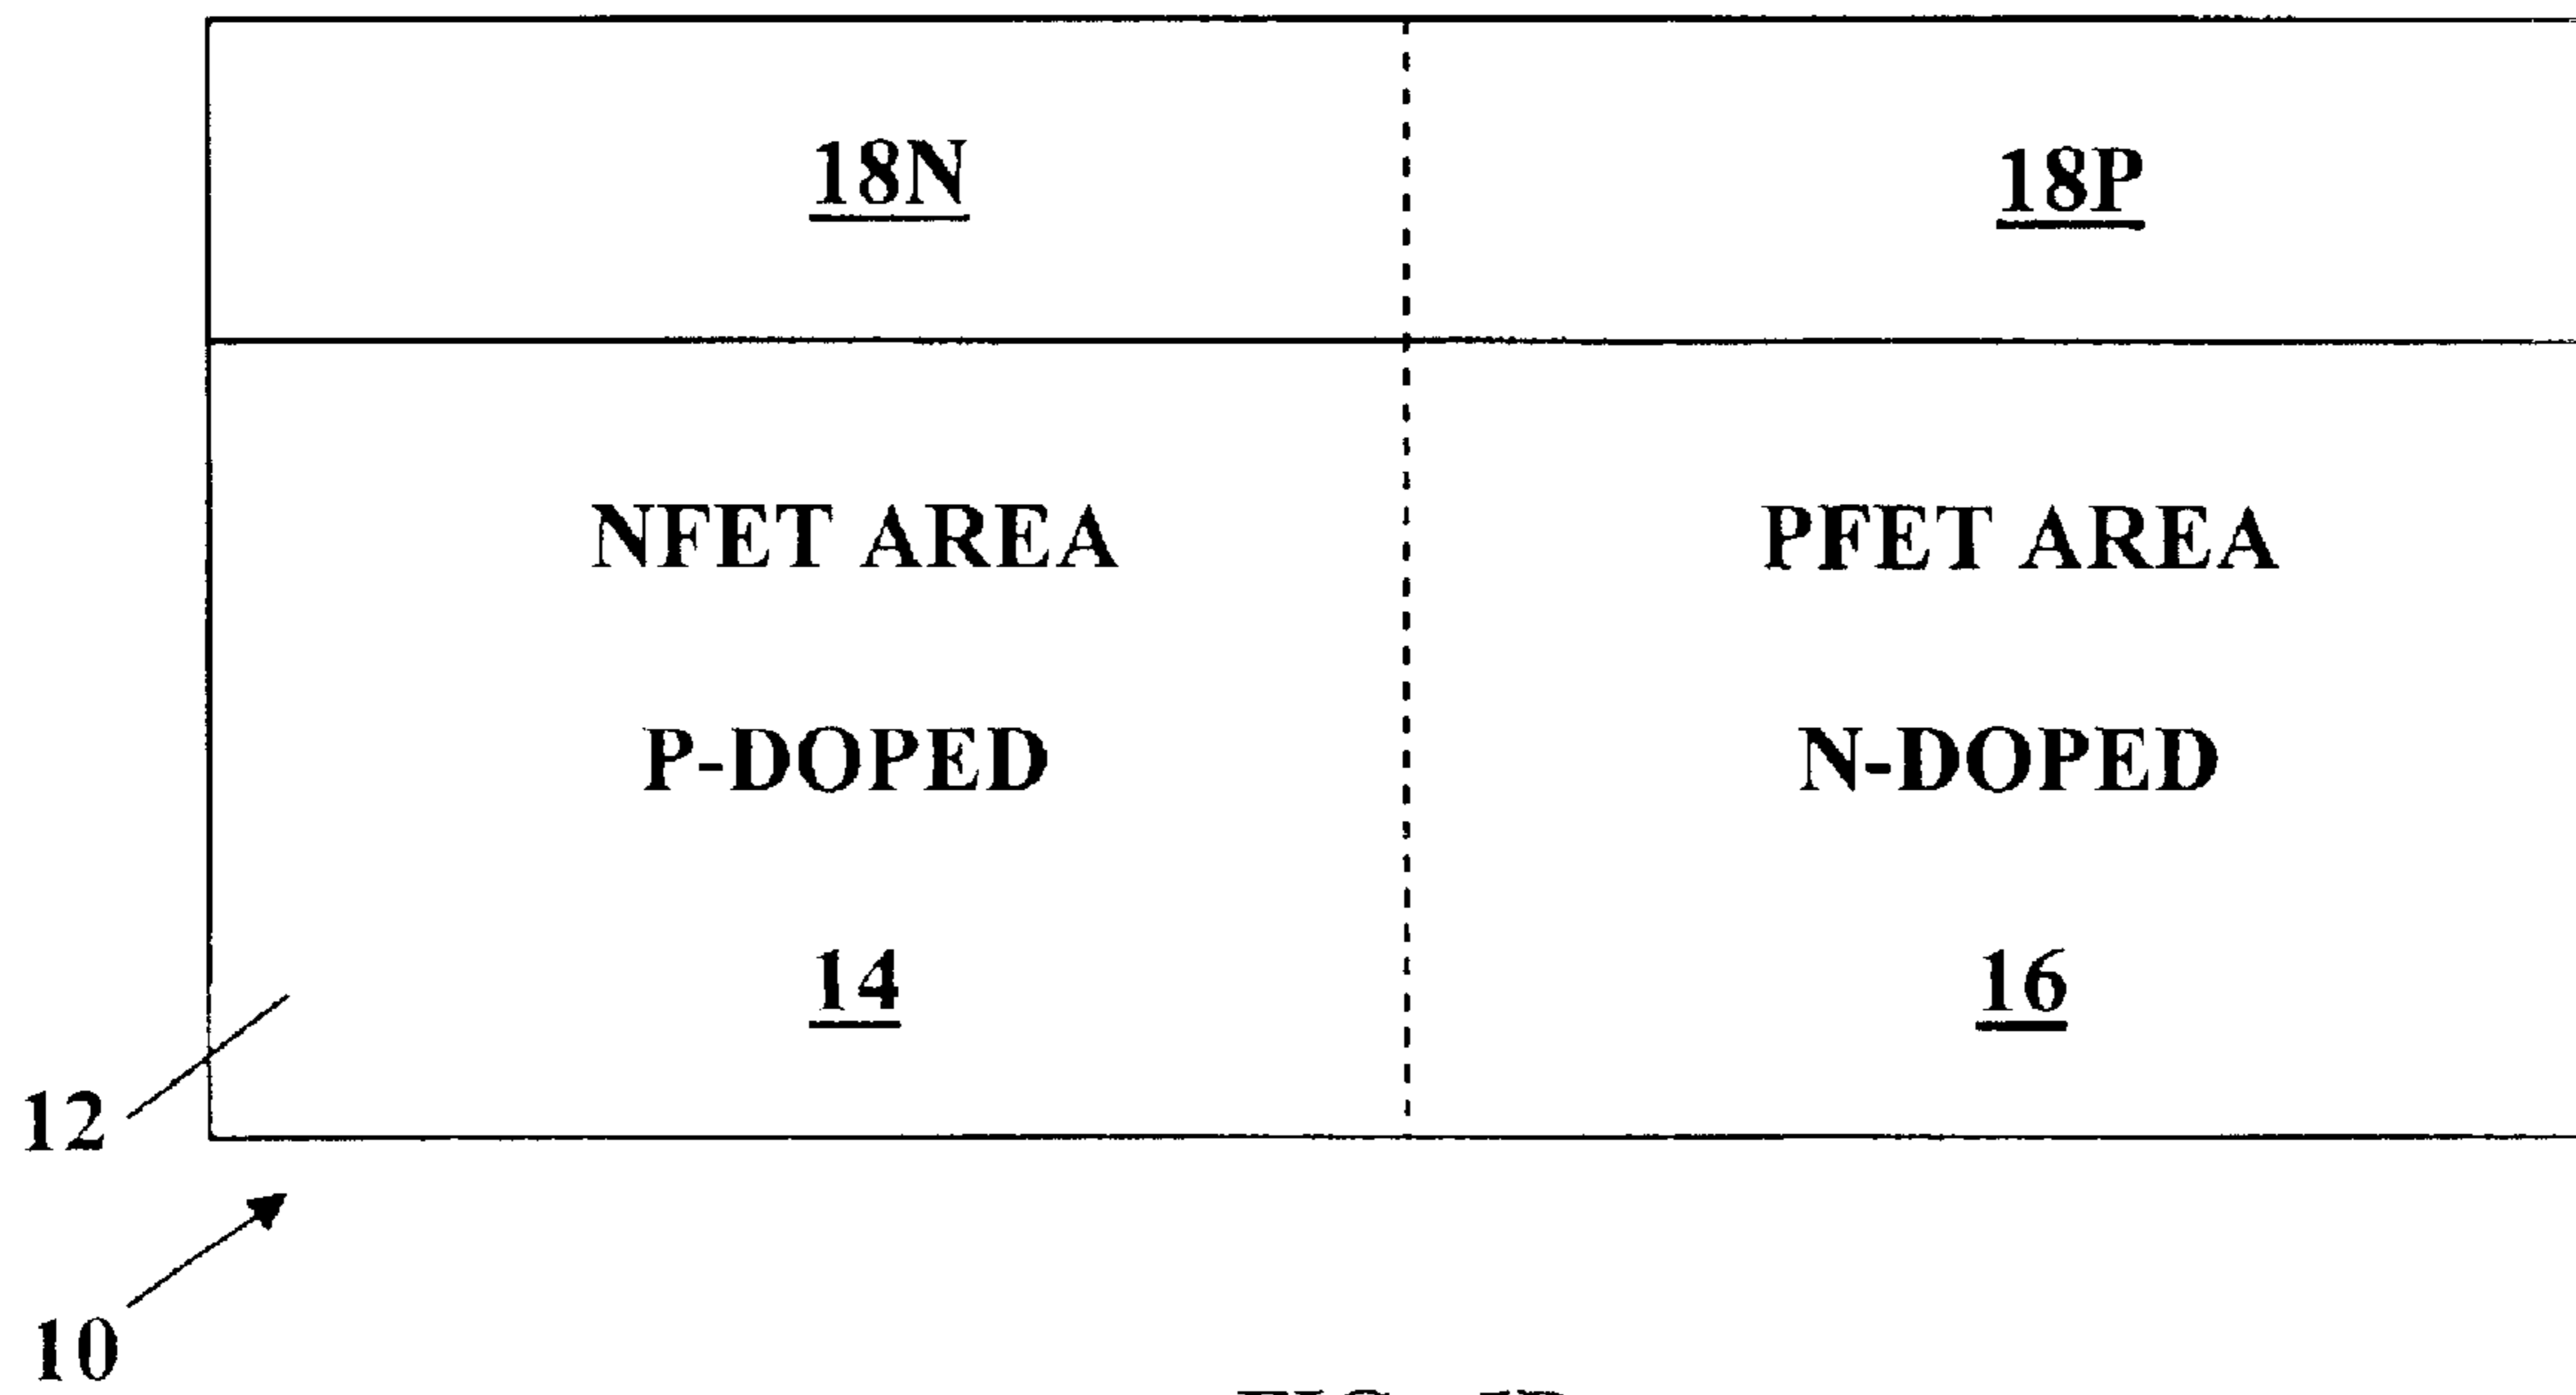 18N 18P
NFET AREA PFET AREA
P-DOPED N-DOPED
14 16
12
10